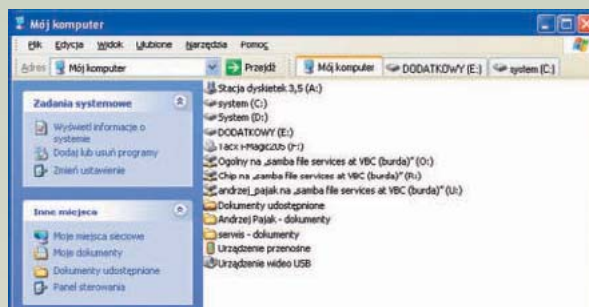 Mój komputer
Plik Edycja Widok Ulubione Narzędzia Pomoc
Adres Mój komputer Przejdź Mój komputer DODATKOWY (E:) system (C:)
Zadania systemowe
Wyświetl informacje o systemie
Dodaj lub usuń programy
Zmień ustawienie
Inne miejsca
Moje miejsca sieciowe
Moje dokumenty
Dokumenty udostępnione
Panel sterowania
Stacja dyskietek 3,5 (A:)
system (C:)
System (D:)
DODATKOWY (E:)
Tacx I-Magic205 (F:)
Ogolny na „samba file services at VBC (burda)” (O:)
Chip na „samba file services at VBC (burda)” (R:)
andrzej_pajak na „samba file services at VBC (burda)” (U:)
Dokumenty udostępnione
Andrzej Pająk - dokumenty
serwis - dokumenty
Urządzenie przenośne
Urządzenie wideo USB